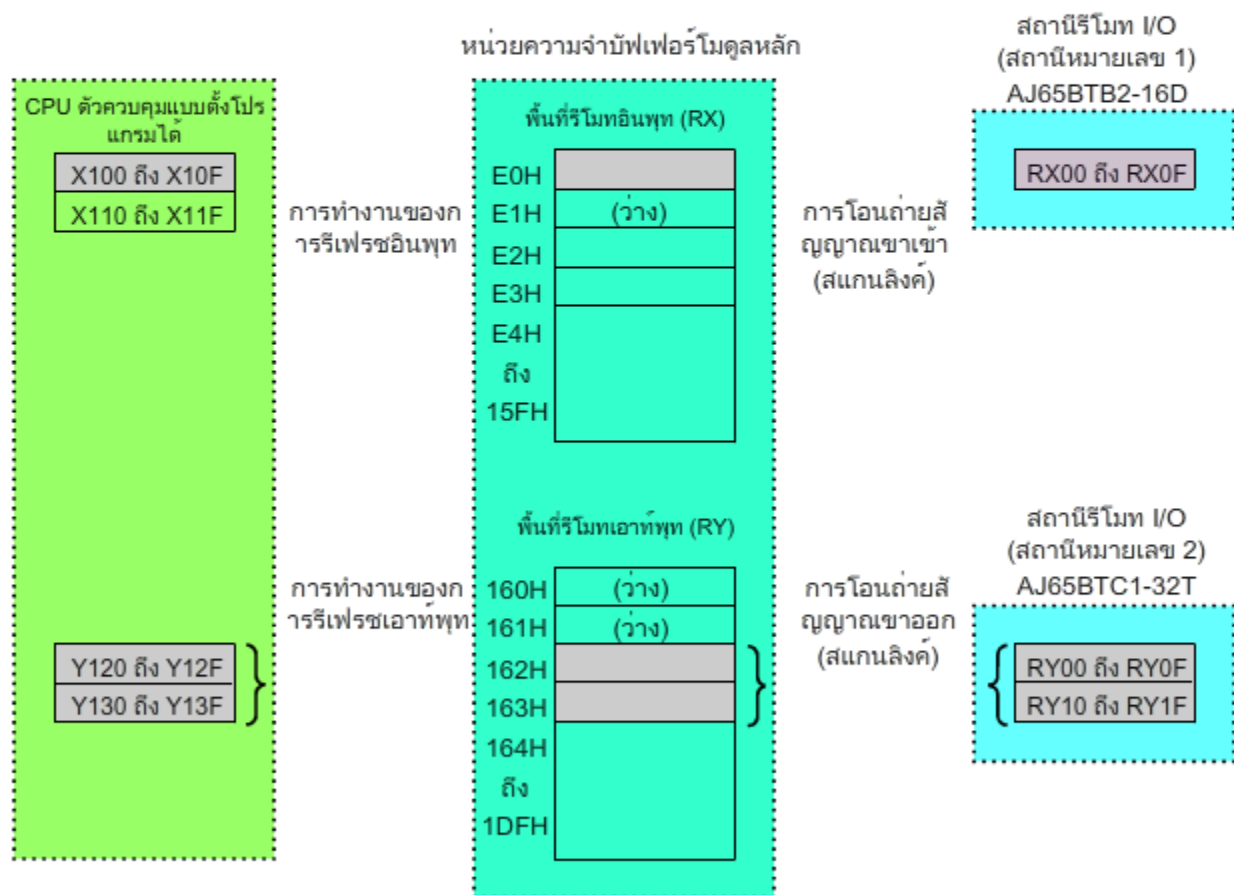 หน่วยความจำบัฟเฟอร์โมดูลหลัก
สถานีรีโมท I/O
(สถานีหมายเลข 1)
AJ65BTB2-16D
CPU ตัวควบคุมแบบตั้งโปร
แกรมได้
X100 ถึง X10F
X110 ถึง X11F
การทำงานของก
ารรีเฟรชอินพุท
พื้นที่รีโมทอินพุท (RX)
E0H
E1H
(ว่าง)
E2H
E3H
E4H
ถึง
15FH
การโอนถ่ายสั
ญญาณขาเข้า
(สแกนลิงค์)
RX00 ถึง RX0F
พื้นที่รีโมทเอาท์พุท (RY)
สถานีรีโมท I/O
(สถานีหมายเลข 2)
AJ65BTC1-32T
การทำงานของก
ารรีเฟรชเอาท์พุท
160H
(ว่าง)
161H
(ว่าง)
162H
163H
164H
ถึง
1DFH
การโอนถ่ายสั
ญญาณขาออก
(สแกนลิงค์)
Y120 ถึง Y12F
Y130 ถึง Y13F
RY00 ถึง RY0F
RY10 ถึง RY1F